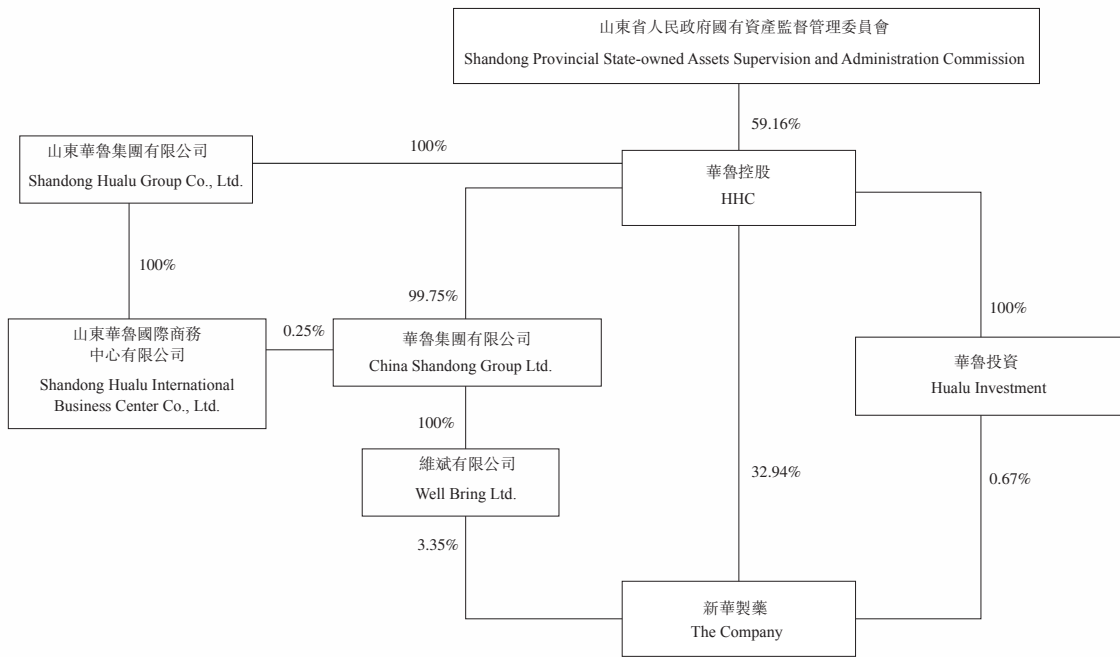 山東省人民政府國有資產監督管理委員會
Shandong Provincial State-owned Assets Supervision and Administration Commission
59.16%
山東華魯集團有限公司
Shandong Hualu Group Co., Ltd.
100%
華魯控股
HHC
100%
99.75%
100%
山東華魯國際商務
中心有限公司
Shandong Hualu International
Business Center Co., Ltd.
0.25%
華魯集團有限公司
China Shandong Group Ltd.
華魯投資
Hualu Investment
100%
維斌有限公司
Well Bring Ltd.
32.94%
0.67%
3.35%
新華製藥
The Company